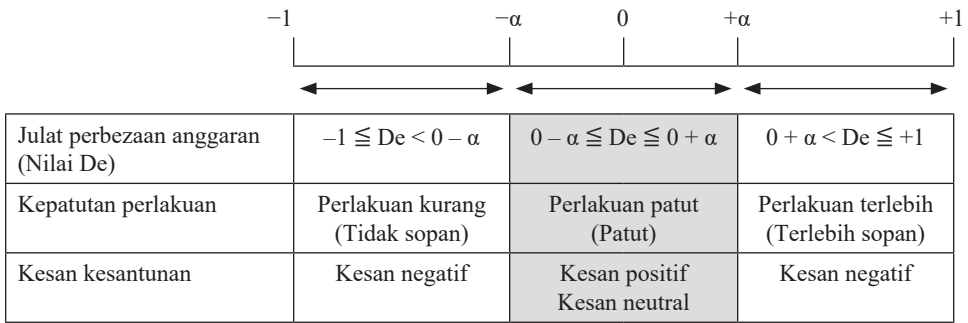 −1 −α 0 +α +1
Julat perbezaan anggaran
(Nilai De)
–1 ≦ De < 0 – α
0 – α ≦ De ≦ 0 + α
0 + α < De ≦ +1
Kepatutan perlakuan
Perlakuan kurang
(Tidak sopan)
Perlakuan patut
(Patut)
Perlakuan terlebih
(Terlebih sopan)
Kesan kesantunan
Kesan negatif
Kesan positif
Kesan neutral
Kesan negatif